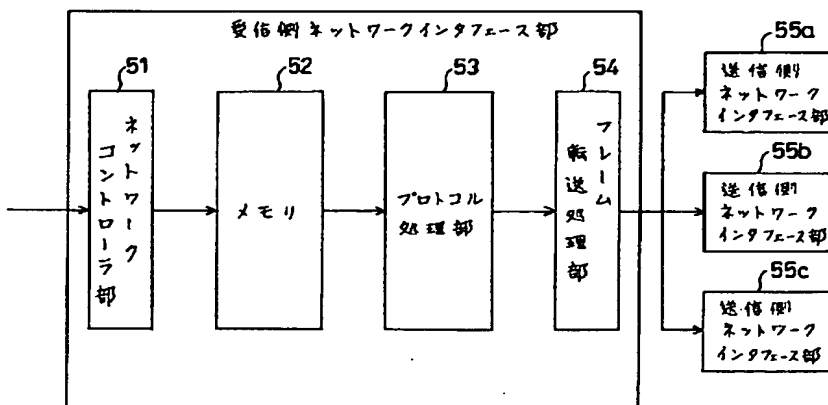 受信側ネットワークインタフェース部
51
ネットワーク
コントローラ部
52
メモリ
53
プロトコル
処理部
54
フレーム
転送処理部
55a
送信側
ネットワーク
インタフェース部
55b
送信側
ネットワーク
インタフェース部
55c
送信側
ネットワーク
インタフェース部